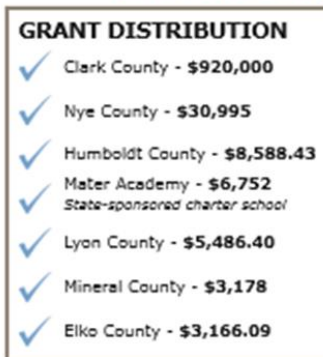 GRANT DISTRIBUTION
Clark County - $920,000
Nye County - $30,995
Humboldt County - $8,588.43
Mater Academy - $6,752
State-sponsored charter school
Lyon County - $5,486.40
Mineral County - $3,178
Elko County - $3,166.09